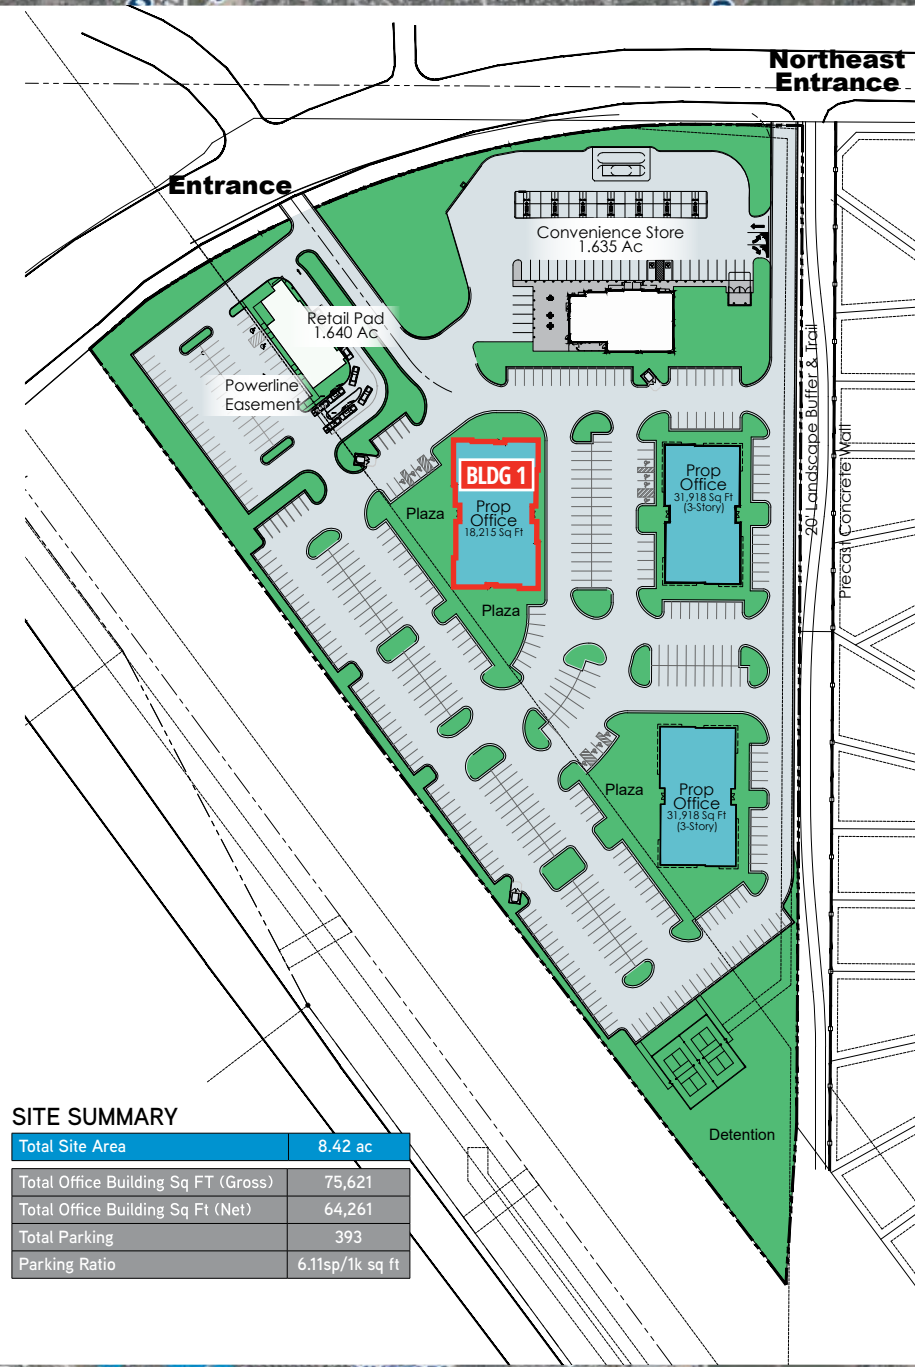 Northeast
Entrance
Entrance
Convenience Store
1.635 Ac
Retail Pad
1.640 Ac
Powerline
Easement
20' Landscape Buffer & Trail
Precast Concrete Wall
BLDG 1
Prop
Office
18,215 Sq Ft
Plaza
Plaza
Prop
Office
31,918 Sq Ft
(3-Story)
Plaza
Prop
Office
31,918 Sq Ft
(3-Story)
Detention
SITE SUMMARY
Total Site Area 8.42 ac
Total Office Building Sq FT (Gross) 75,621
Total Office Building Sq Ft (Net) 64,261
Total Parking 393
Parking Ratio 6.11sp/1k sq ft